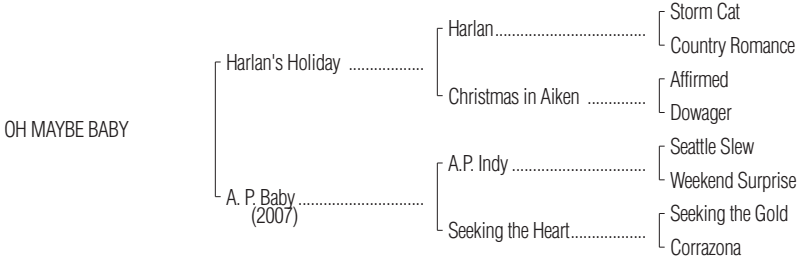 Storm Cat
Harlan....................................
Country Romance
Harlan's Holiday ..................
Affirmed
Christmas in Aiken ..............
Dowager
OH MAYBE BABY
Seattle Slew
A.P. Indy ................................
Weekend Surprise
A. P. Baby ..............................
(2007)
Seeking the Gold
Seeking the Heart..................
Corrazona